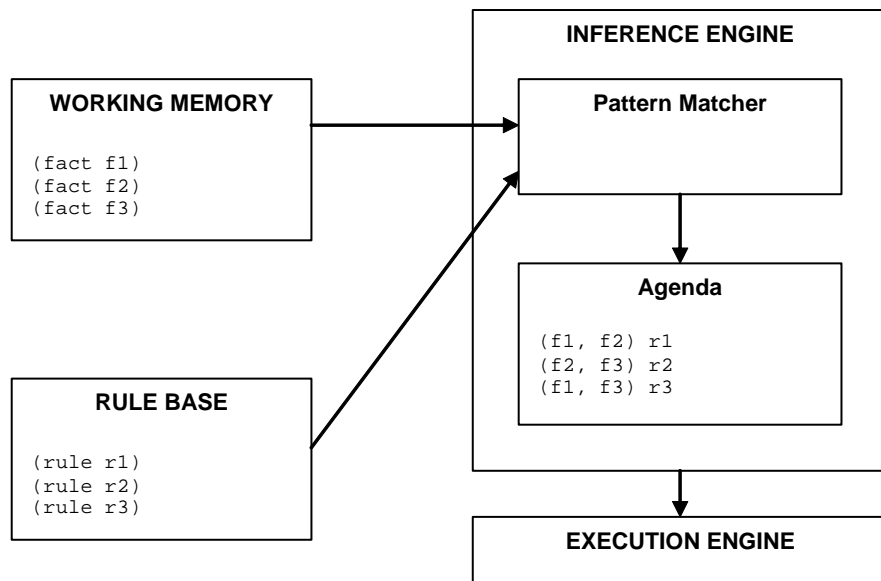 INFERENCE ENGINE
WORKING MEMORY
(fact f1)
(fact f2)
(fact f3)
Pattern Matcher
Agenda
(f1, f2) r1
(f2, f3) r2
(f1, f3) r3
RULE BASE
(rule r1)
(rule r2)
(rule r3)
EXECUTION ENGINE